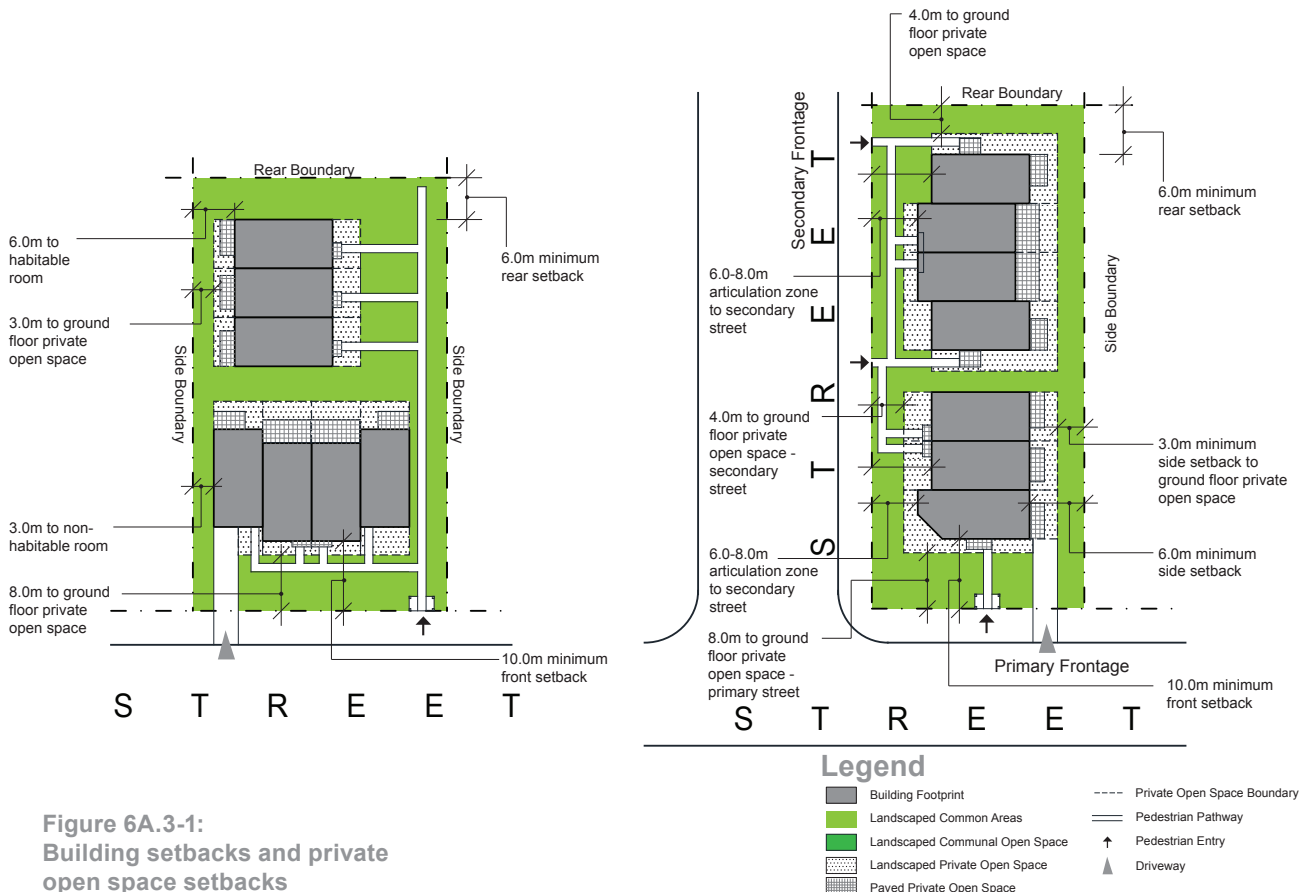 4.0m to ground
floor private
open space
Rear Boundary
Secondary Frontage
6.0m minimum
rear setback
6.0-8.0m
articulation zone
to secondary
street
Side Boundary
4.0m to ground
floor private
open space -
secondary
street
3.0m minimum
side setback to
ground floor private
open space
6.0-8.0m
articulation zone
to secondary
street
6.0m minimum
side setback
8.0m to ground
floor private
open space -
primary street
Primary Frontage
10.0m minimum
front setback
STREET
STREET
Rear Boundary
6.0m to
habitable
room
6.0m minimum
rear setback
3.0m to ground
floor private
open space
Side Boundary
Side Boundary
3.0m to non-
habitable room
8.0m to ground
floor private
open space
10.0m minimum
front setback
STREET
Legend
Building Footprint
Landscaped Common Areas
Landscaped Communal Open Space
Landscaped Private Open Space
Paved Private Open Space
Private Open Space Boundary
Pedestrian Pathway
Pedestrian Entry
Driveway
Figure 6A.3-1:
Building setbacks and private
open space setbacks